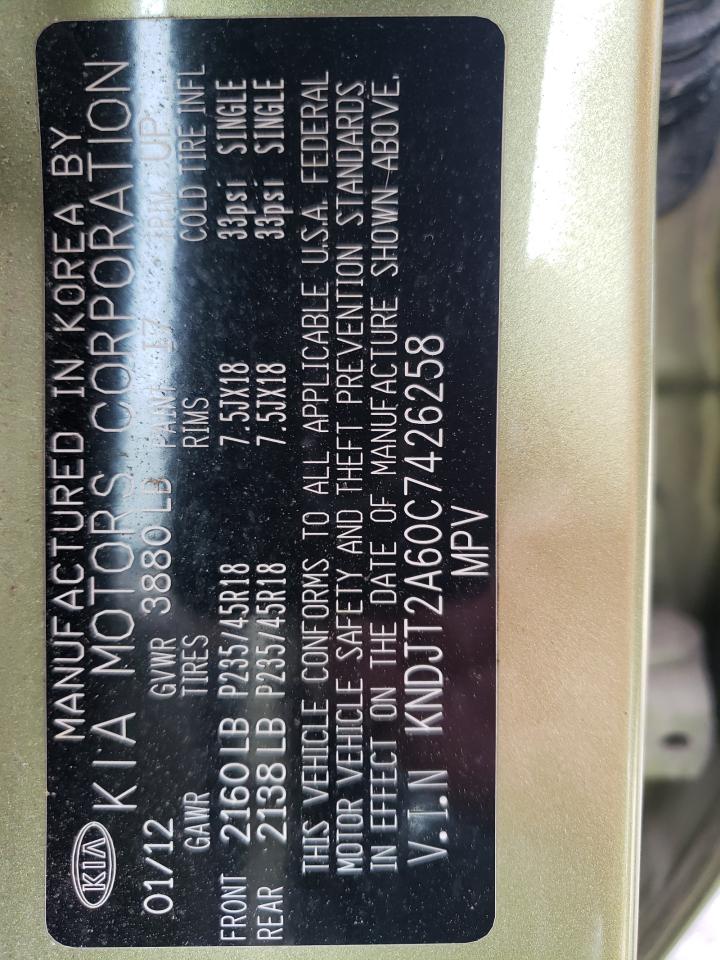 MANUFACTURED IN KOREA BY
KIA KIA MOTORS CORPORATION
01/12 GVWR 3880 LB PAINT 17 TRIM UP
GAWR TIRES RIMS COLD TIRE INFL
FRONT 2160 LB P235/45R18 7.5JX18 33psi SINGLE
REAR 2138 LB P235/45R18 7.5JX18 33psi SINGLE
THIS VEHICLE CONFORMS TO ALL APPLICABLE U.S.A. FEDERAL
MOTOR VEHICLE SAFETY AND THEFT PREVENTION STANDARDS
IN EFFECT ON THE DATE OF MANUFACTURE SHOWN ABOVE.
V.I.N KNDJT2A60C7426258
MPV